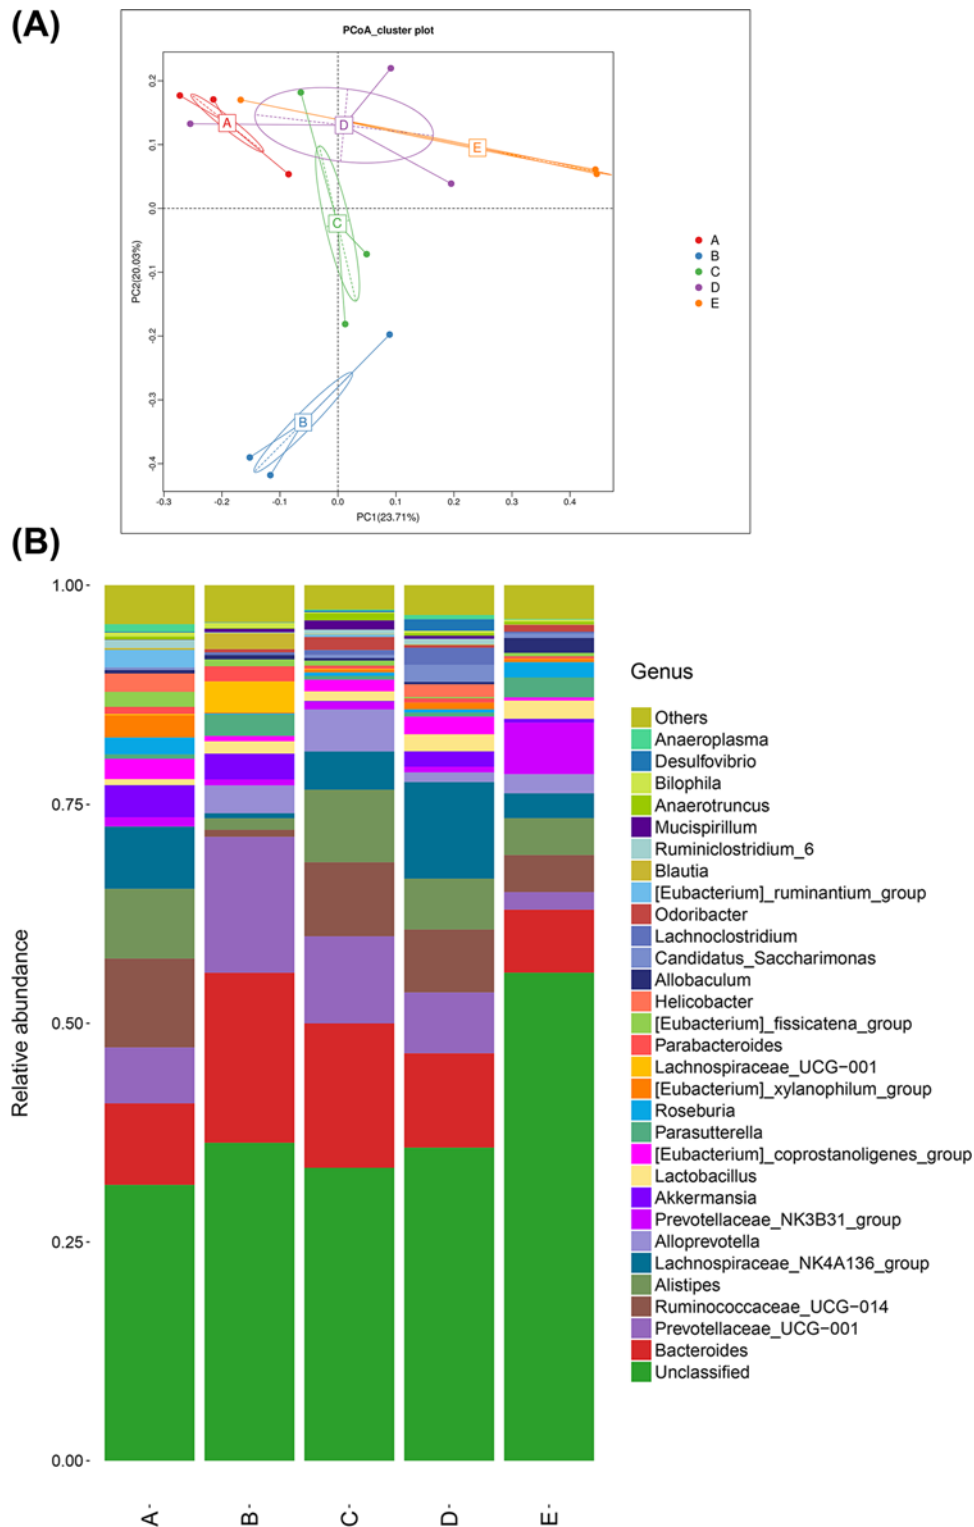 (A)
PCoA_cluster plot
PC2(20.03%)
0.2
0.1
0.0
-0.1
-0.2
-0.3
-0.4
A
B
C
D
E
A
B
C
D
E
-0.3
-0.2
-0.1
0.0
0.1
0.2
0.3
0.4
PC1(23.71%)
(B)
Relative abundance
1.00
0.75
0.50
0.25
0.00
A
B
C
D
E
Genus
Others
Anaeroplasma
Desulfovibrio
Bilophila
Anaerotruncus
Mucispirillum
Ruminiclostridium_6
Blautia
[Eubacterium]_ruminantium_group
Odoribacter
Lachnoclostridium
Candidatus_Saccharimonas
Allobaculum
Helicobacter
[Eubacterium]_fissicatena_group
Parabacteroides
Lachnospiraceae_UCG−001
[Eubacterium]_xylanophilum_group
Roseburia
Parasutterella
[Eubacterium]_coprostanoligenes_group
Lactobacillus
Akkermansia
Prevotellaceae_NK3B31_group
Alloprevotella
Lachnospiraceae_NK4A136_group
Alistipes
Ruminococcaceae_UCG−014
Prevotellaceae_UCG−001
Bacteroides
Unclassified